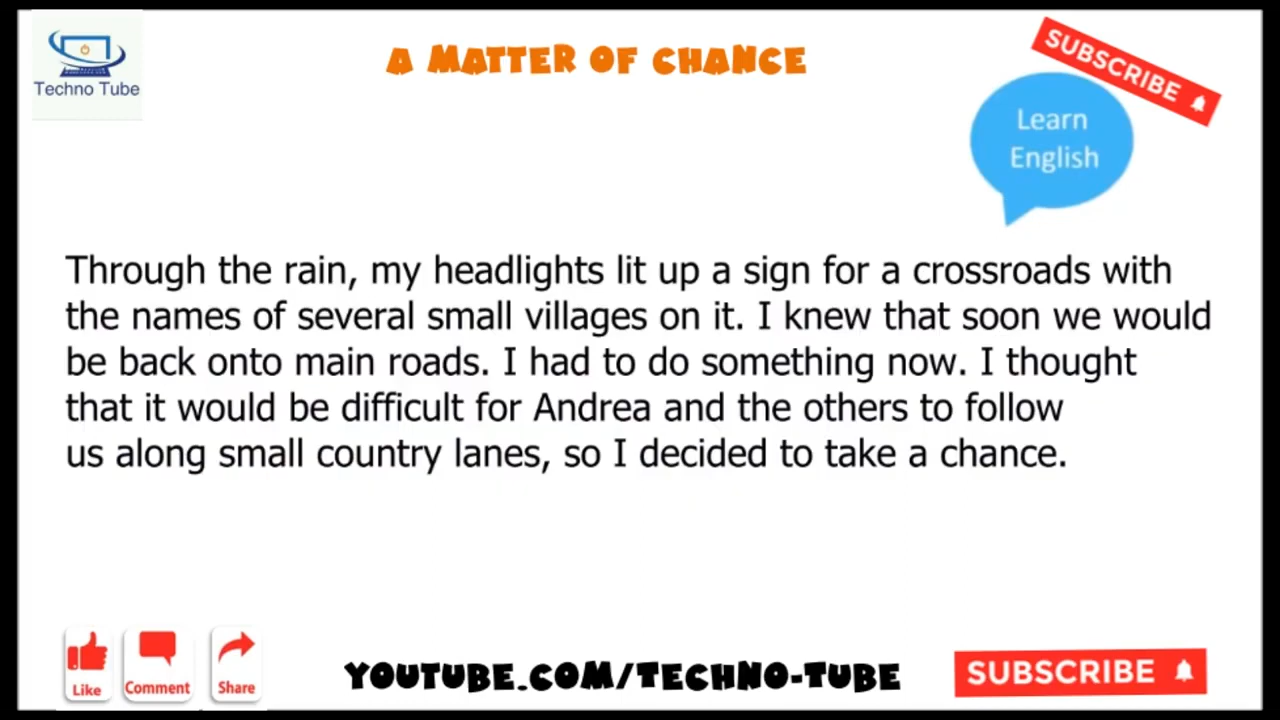 Techno Tube
A MATTER OF CHANCE
SUBSCRIBE
Learn
English
Through the rain, my headlights lit up a sign for a crossroads with
the names of several small villages on it. I knew that soon we would
be back onto main roads. I had to do something now. I thought
that it would be difficult for Andrea and the others to follow
us along small country lanes, so I decided to take a chance.
Like
Comment
Share
YOUTUBE.COM/TECHNO-TUBE
SUBSCRIBE